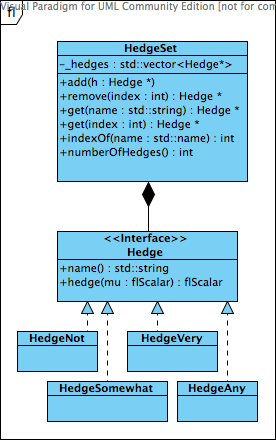 Visual Paradigm for UML Community Edition [not for com
fl
HedgeSet
-_hedges : std::vector<Hedge*>
+add(h : Hedge *)
+remove(index : int) : Hedge *
+get(name : std::string) : Hedge *
+get(index : int) : Hedge *
+indexOf(name : std::name) : int
+numberOfHedges() : int
<<Interface>>
Hedge
+name() : std::string
+hedge(mu : flScalar) : flScalar
HedgeNot
HedgeVery
HedgeSomewhat
HedgeAny